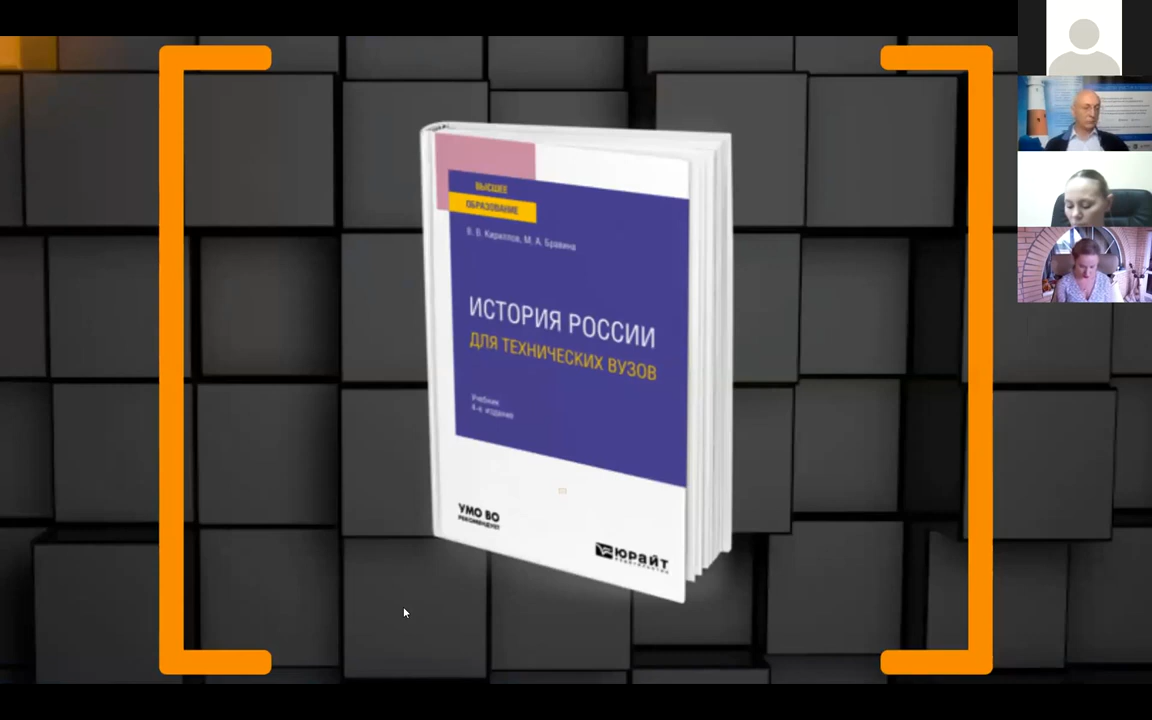 ВЫСШЕЕ
ОБРАЗОВАНИЕ
В. В. Кириллов, М. А. Бравина
ИСТОРИЯ РОССИИ
ДЛЯ ТЕХНИЧЕСКИХ ВУЗОВ
Учебник
4-е издание
УМО ВО
РЕКОМЕНДУЕТ
юрайт